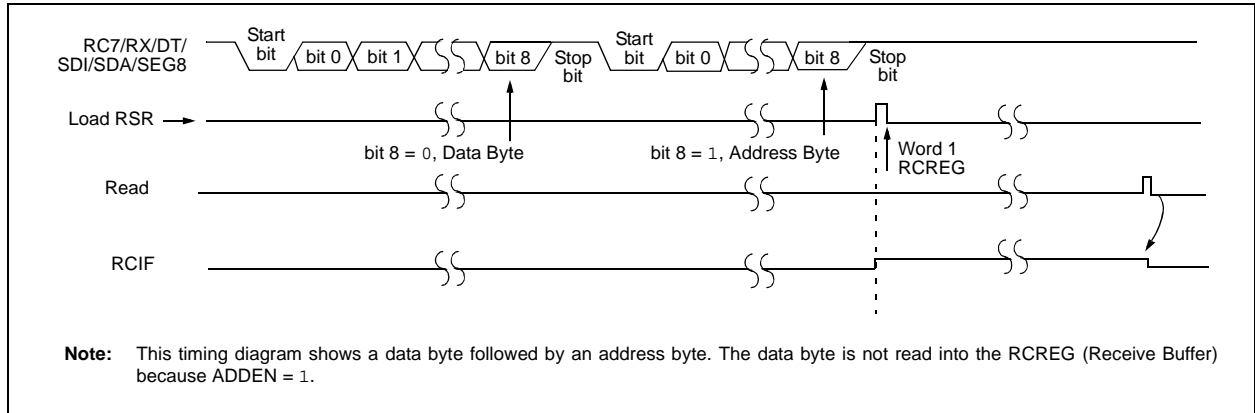 RC7/RX/DT/
SDI/SDA/SEG8
Start
bit
bit 0
bit 1
bit 8
Stop
bit
Start
bit
bit 0
bit 8
Stop
bit
Load RSR
bit 8 = 0, Data Byte
bit 8 = 1, Address Byte
Word 1
RCREG
Read
RCIF
Note: This timing diagram shows a data byte followed by an address byte. The data byte is not read into the RCREG (Receive Buffer)
because ADDEN = 1.